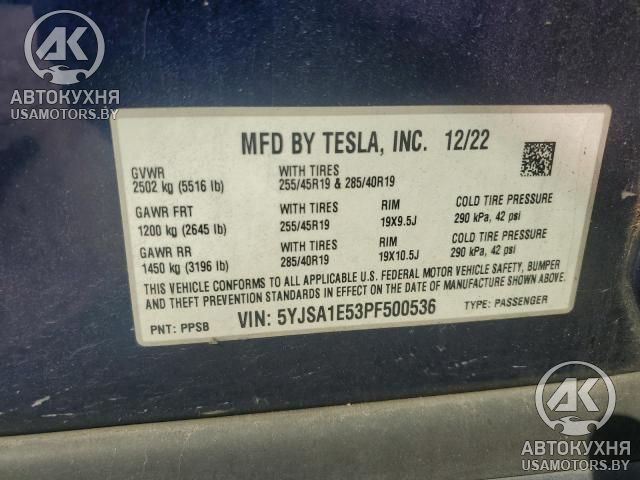 AK
АВТОКУХНЯ
USAMOTORS.BY
MFD BY TESLA, INC. 12/22
GVWR
2502 kg (5516 lb)
WITH TIRES
255/45R19 & 285/40R19
GAWR FRT
1200 kg (2645 lb)
WITH TIRES
255/45R19
RIM
19X9.5J
COLD TIRE PRESSURE
290 kPa, 42 psi
GAWR RR
1450 kg (3196 lb)
WITH TIRES
285/40R19
RIM
19X10.5J
COLD TIRE PRESSURE
290 kPa, 42 psi
THIS VEHICLE CONFORMS TO ALL APPLICABLE U.S. FEDERAL MOTOR VEHICLE SAFETY, BUMPER
AND THEFT PREVENTION STANDARDS IN EFFECT ON THE DATE OF MANUFACTURE SHOWN ABOVE.
PNT: PPSB
VIN: 5YJSA1E53PF500536
TYPE: PASSENGER
AK
АВТОКУХНЯ
USAMOTORS.BY